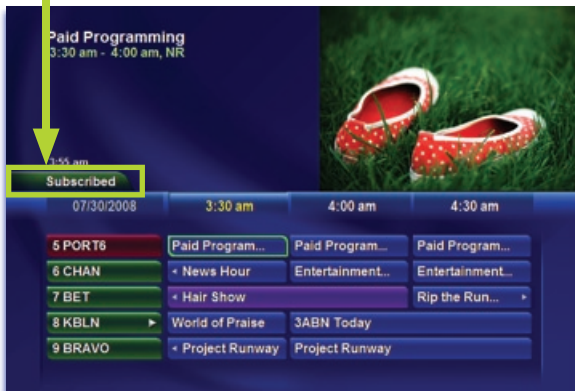 Paid Programming
3:30 am - 4:00 am, NR
3:55 am
Subscribed
07/30/2008 3:30 am 4:00 am 4:30 am
5 PORT6 Paid Program... Paid Program... Paid Program...
6 CHAN News Hour Entertainment... Entertainment...
7 BET Hair Show Rip the Run...
8 KBLN World of Praise 3ABN Today
9 BRAVO Project Runway Project Runway